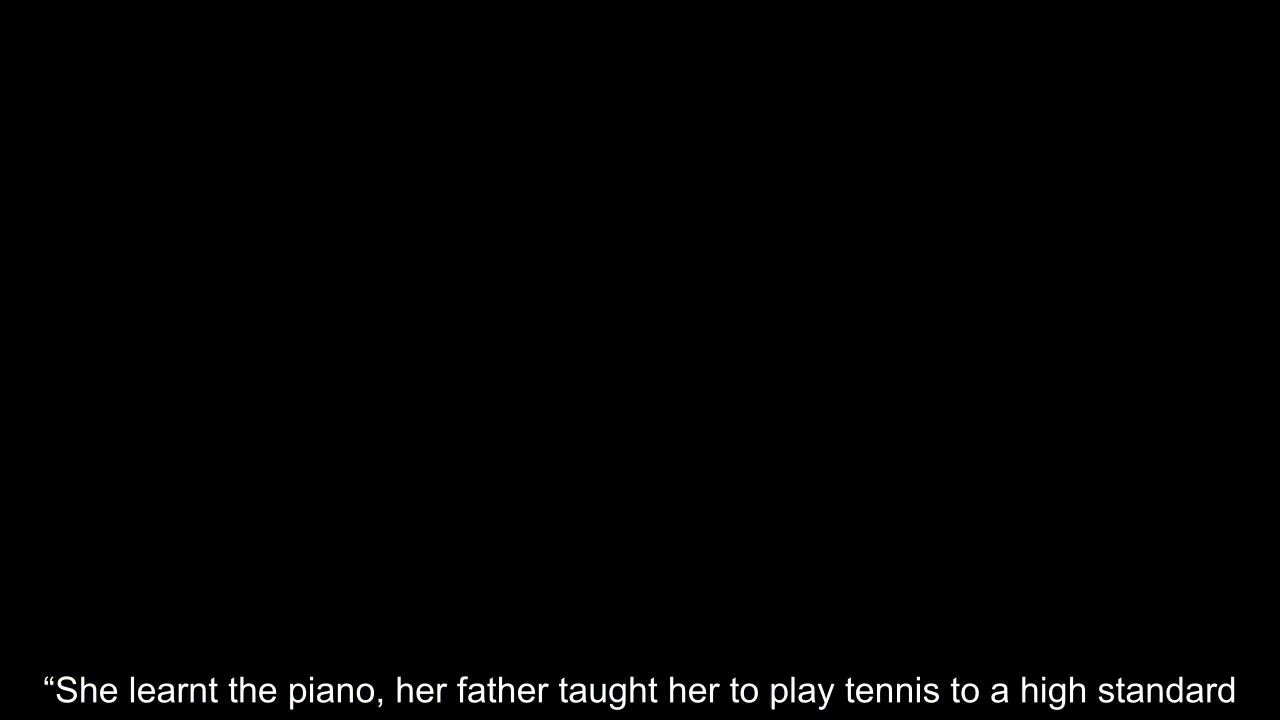 “She learnt the piano, her father taught her to play tennis to a high standard